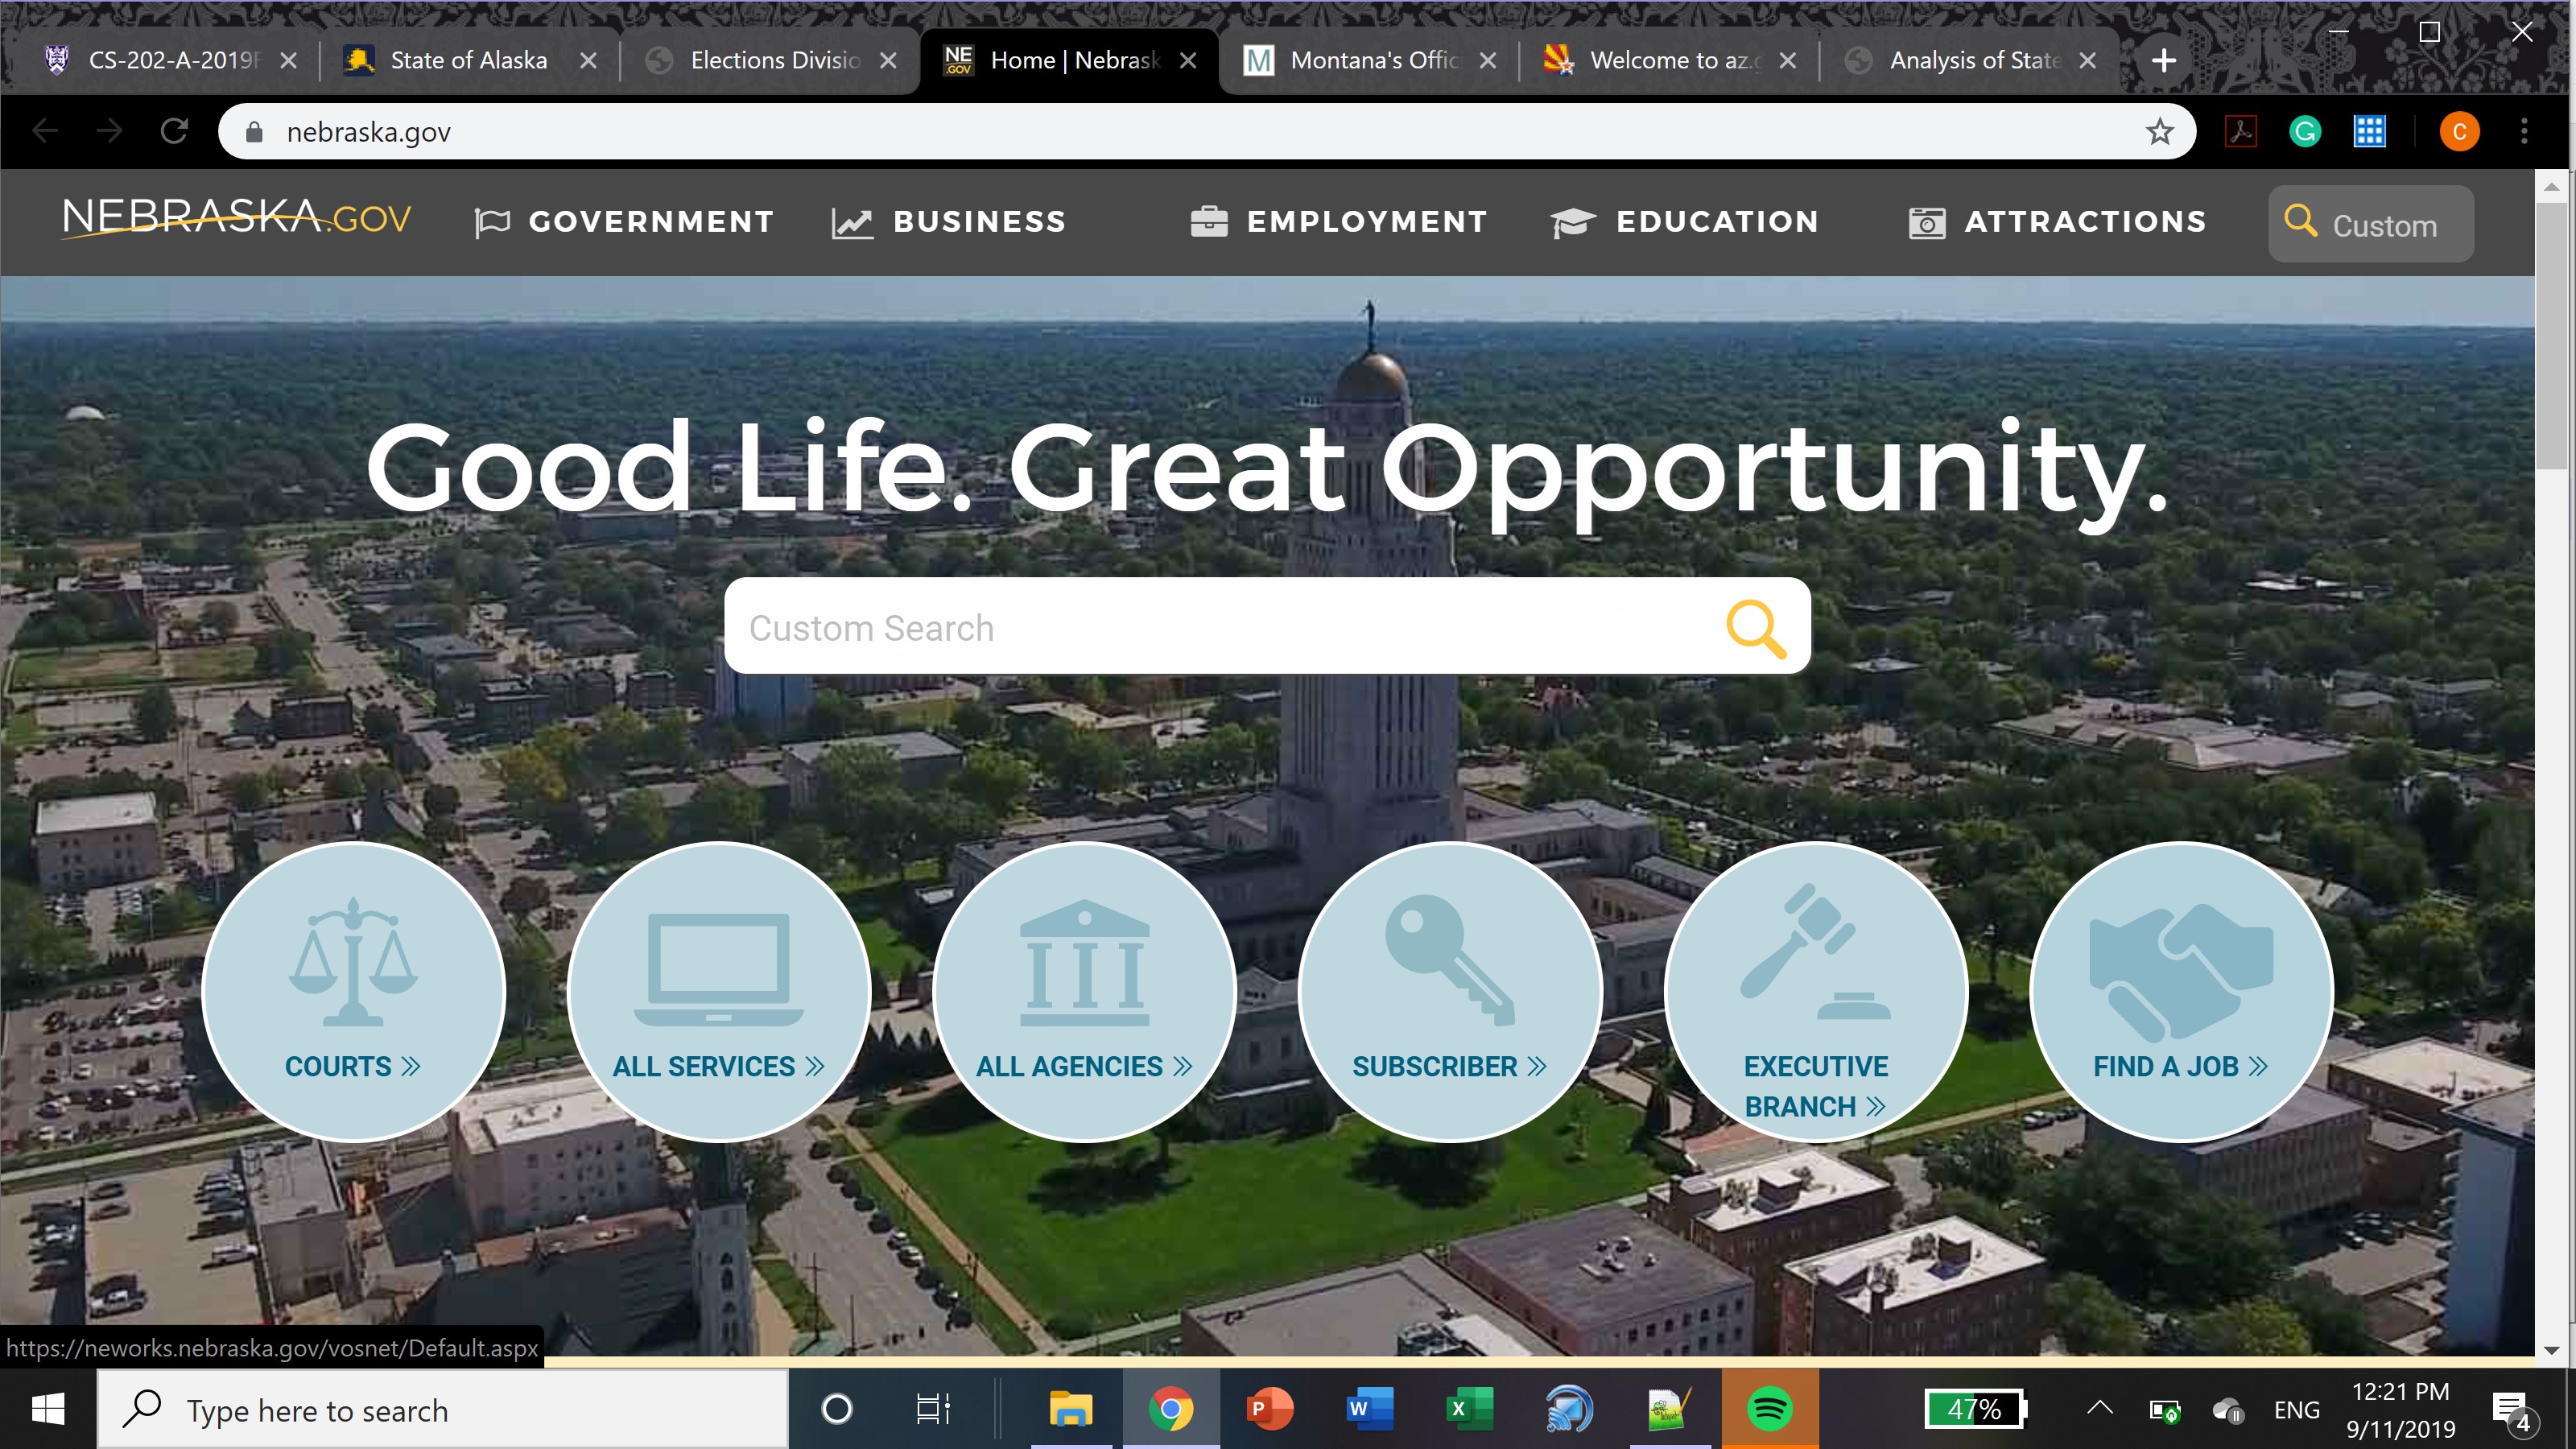 CS-202-A-2019F
State of Alaska
Elections Divisio
NE
.GOV
Home | Nebrask
M
Montana's Offic
Welcome to az.g
Analysis of State
nebraska.gov
G
C
NEBRASKA.GOV
GOVERNMENT
BUSINESS
EMPLOYMENT
EDUCATION
ATTRACTIONS
Custom
Good Life. Great Opportunity.
Custom Search
COURTS »
ALL SERVICES »
ALL AGENCIES »
SUBSCRIBER »
EXECUTIVE
BRANCH »
FIND A JOB »
https://neworks.nebraska.gov/vosnet/Default.aspx
Type here to search
P
W
X
47%
ENG
12:21 PM
9/11/2019
4